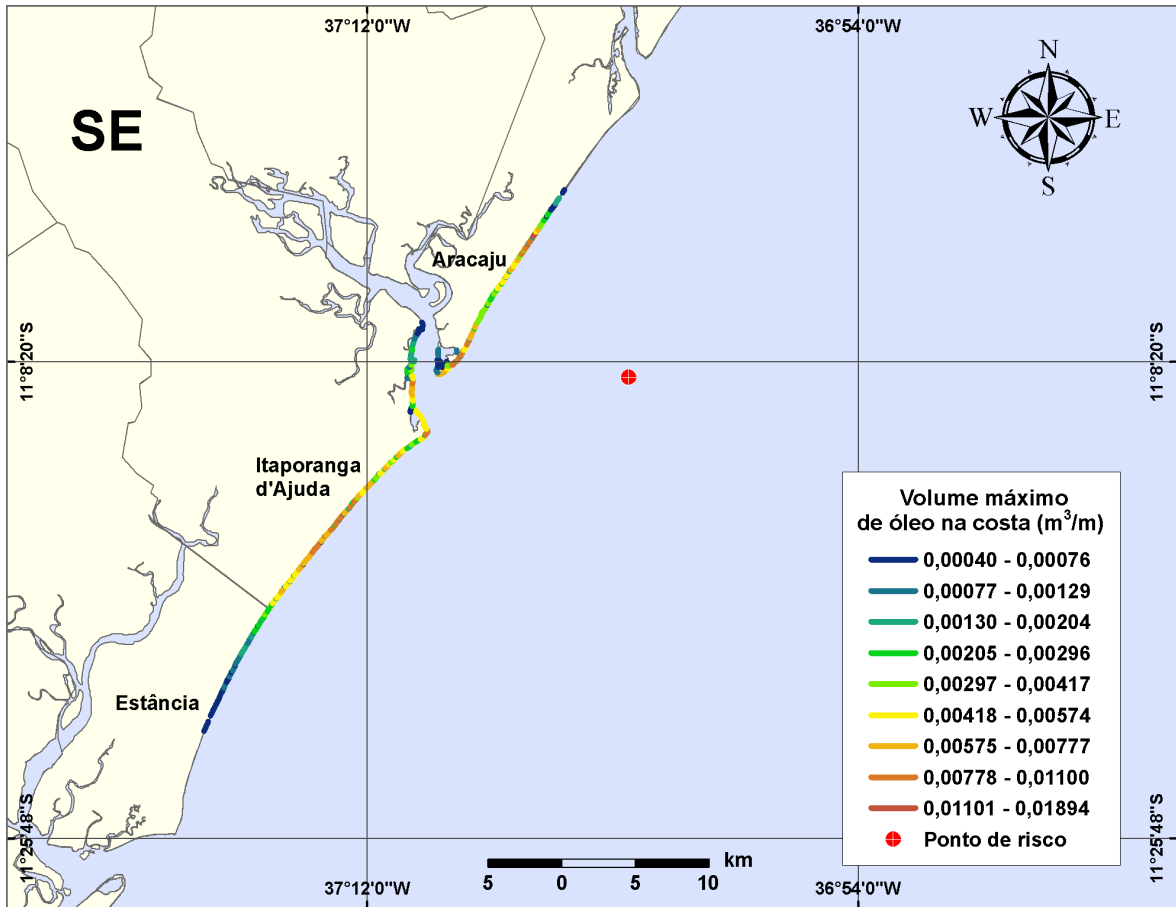 37°12'0"W
36°54'0"W
N
W
E
S
SE
Aracaju
11°8'20"S
11°8'20"S
Itaporanga
d'Ajuda
Estância
Volume máximo
de óleo na costa (m³/m)
0,00040 - 0,00076
0,00077 - 0,00129
0,00130 - 0,00204
0,00205 - 0,00296
0,00297 - 0,00417
0,00418 - 0,00574
0,00575 - 0,00777
0,00778 - 0,01100
0,01101 - 0,01894
Ponto de risco
11°25'48"S
11°25'48"S
km
5
0
5
10
37°12'0"W
36°54'0"W